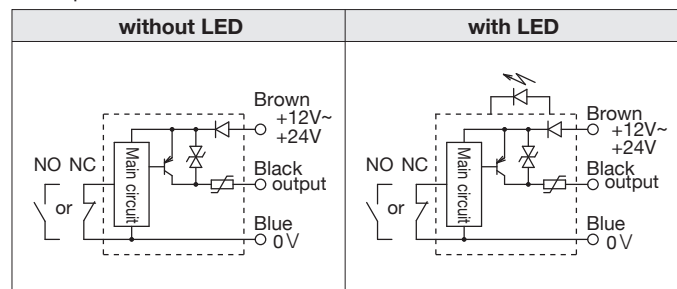 without LED
with LED
Brown
+12V~
+24V
NO NC
or
Main circuit
Black
output
Blue
0V
Brown
+12V~
+24V
NO NC
or
Main circuit
Black
output
Blue
0V